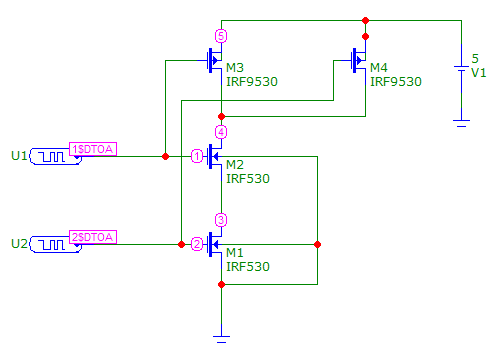 5
M3
IRF9530
M4
IRF9530
5
V1
4
U1
1$DTOA
1
M2
IRF530
3
U2
2$DTOA
2
M1
IRF530